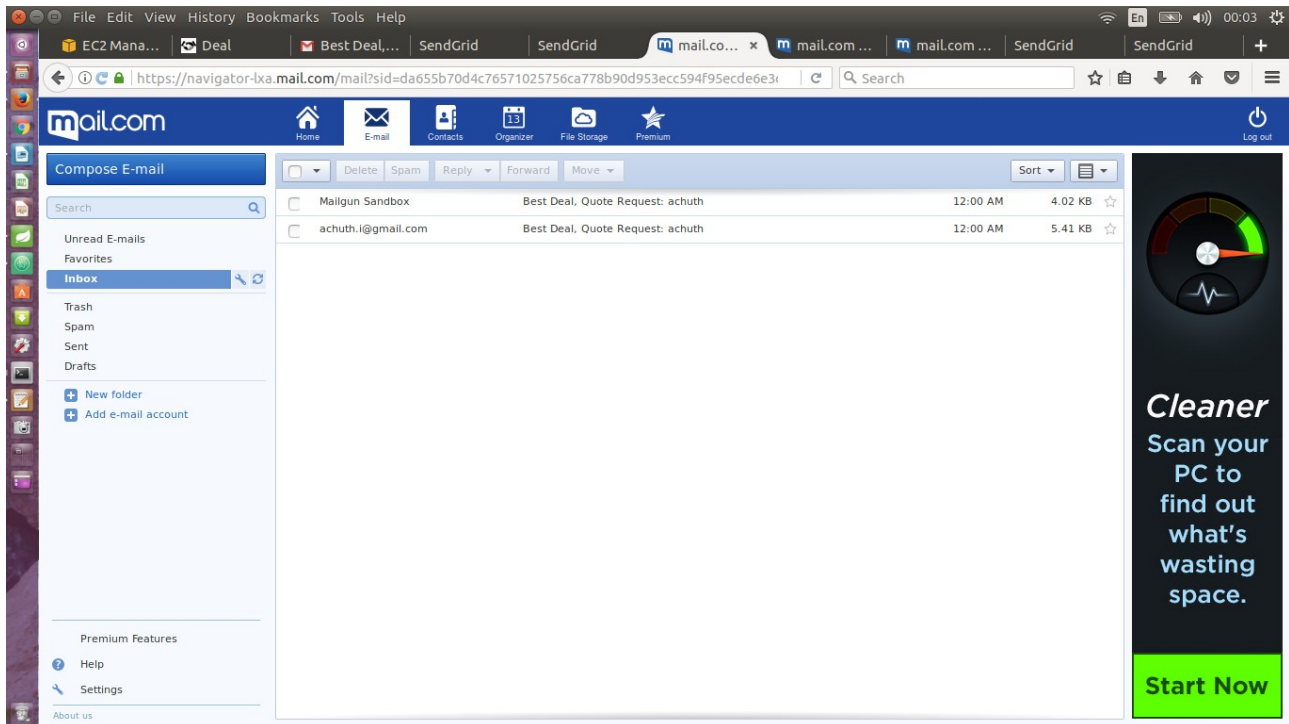 File Edit View History Bookmarks Tools Help
En 00:03
EC2 Mana... Deal Best Deal,... SendGrid SendGrid mail.co... × mail.com ... mail.com ... SendGrid SendGrid +
https://navigator-lxa.mail.com/mail?sid=da655b70d4c76571025756ca778b90d953ecc594f95ecde6e3 Search
mail.com
Home E-mail Contacts 13 Organizer File Storage Premium Log out
Compose E-mail
Delete Spam Reply Forward Move Sort
Search
Mailgun Sandbox Best Deal, Quote Request: achuth 12:00 AM 4.02 KB
achuth.i@gmail.com Best Deal, Quote Request: achuth 12:00 AM 5.41 KB
Unread E-mails
Favorites
Inbox
Trash
Spam
Sent
Drafts
New folder
Add e-mail account
Premium Features
Help
Settings
About us
Cleaner
Scan your
PC to
find out
what's
wasting
space.
Start Now